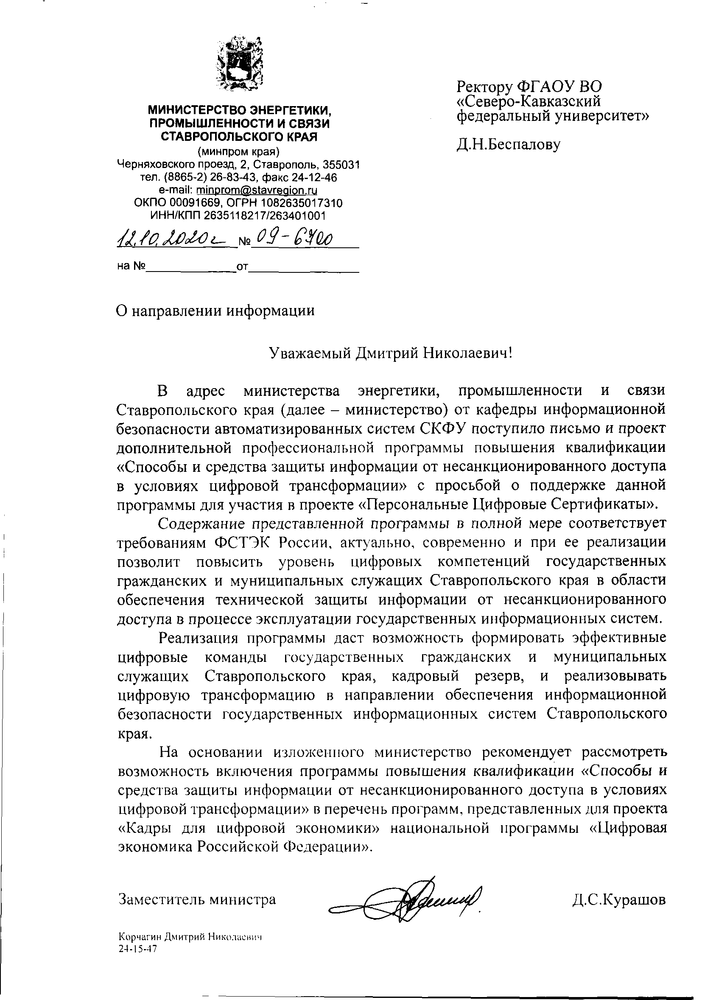 МИНИСТЕРСТВО ЭНЕРГЕТИКИ,
ПРОМЫШЛЕННОСТИ И СВЯЗИ
СТАВРОПОЛЬСКОГО КРАЯ
(минпром края)
Черняховского проезд, 2, Ставрополь, 355031
тел. (8865-2) 26-83-43, факс 24-12-46
e-mail: minprom@stavregion.ru
ОКПО 00091669, ОГРН 1082635017310
ИНН/КПП 2635118217/263401001
12.10.2020г № 09-6700
на № от
Ректору ФГАОУ ВО
«Северо-Кавказский
федеральный университет»
Д.Н.Беспалову
О направлении информации
Уважаемый Дмитрий Николаевич!
В адрес министерства энергетики, промышленности и связи
Ставропольского края (далее – министерство) от кафедры информационной
безопасности автоматизированных систем СКФУ поступило письмо и проект
дополнительной профессиональной программы повышения квалификации
«Способы и средства защиты информации от несанкционированного доступа
в условиях цифровой трансформации» с просьбой о поддержке данной
программы для участия в проекте «Персональные Цифровые Сертификаты».
Содержание представленной программы в полной мере соответствует
требованиям ФСТЭК России, актуально, современно и при ее реализации
позволит повысить уровень цифровых компетенций государственных
гражданских и муниципальных служащих Ставропольского края в области
обеспечения технической защиты информации от несанкционированного
доступа в процессе эксплуатации государственных информационных систем.
Реализация программы даст возможность формировать эффективные
цифровые команды государственных гражданских и муниципальных
служащих Ставропольского края, кадровый резерв, и реализовывать
цифровую трансформацию в направлении обеспечения информационной
безопасности государственных информационных систем Ставропольского
края.
На основании изложенного министерство рекомендует рассмотреть
возможность включения программы повышения квалификации «Способы и
средства защиты информации от несанкционированного доступа в условиях
цифровой трансформации» в перечень программ, представленных для проекта
«Кадры для цифровой экономики» национальной программы «Цифровая
экономика Российской Федерации».
Заместитель министра Д.С.Курашов
Корчагин Дмитрий Николаевич
24-15-47